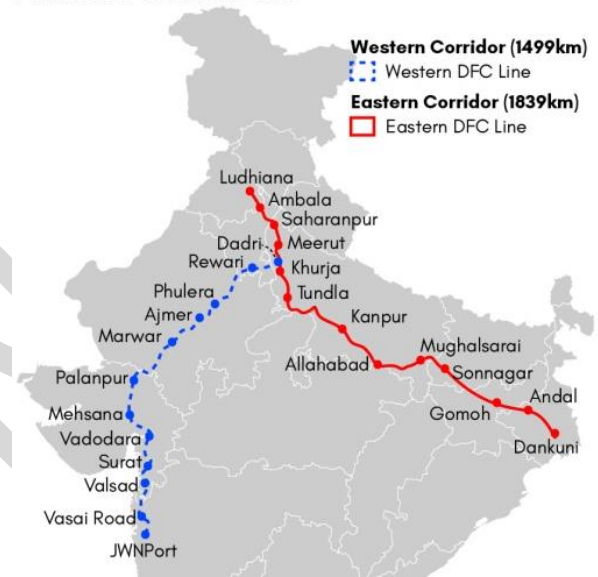 Western Corridor (1499km)
Western DFC Line
Eastern Corridor (1839km)
Eastern DFC Line
Ludhiana
Ambala
Saharanpur
Dadri
Meerut
Rewari
Khurja
Phulera
Tundla
Ajmer
Kanpur
Marwar
Mughalsarai
Allahabad
Sonnagar
Palanpur
Andal
Mehsana
Gomoh
Vadodara
Dankuni
Surat
Valsad
Vasai Road
JWNPort